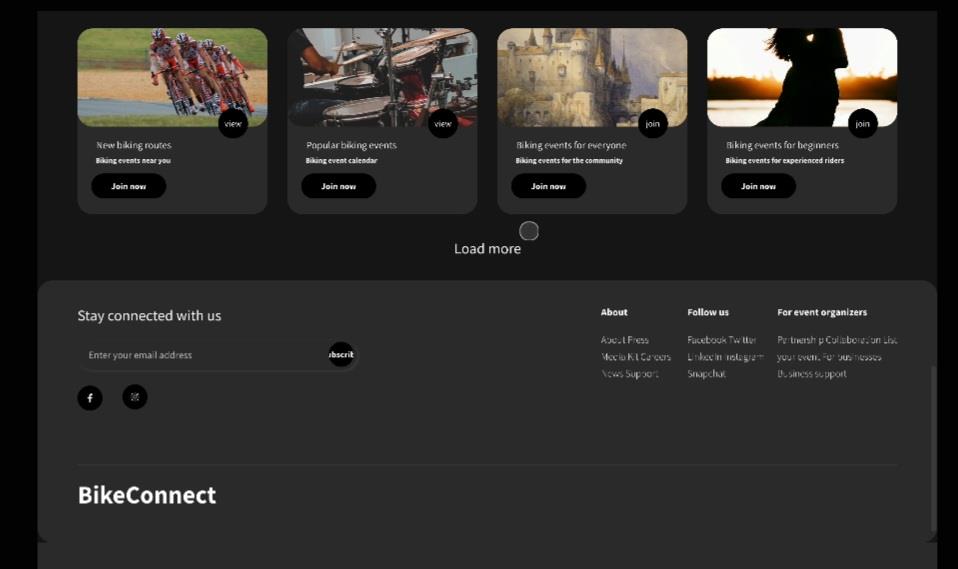 view
view
join
join
New biking routes
Biking events near you
Join now
Popular biking events
Biking event calendar
Join now
Biking events for everyone
Biking events for the community
Join now
Biking events for beginners
Biking events for experienced riders
Join now
Load more
Stay connected with us
Enter your email address
ubscrib
About
About Press
Media Kit Careers
News Support
Follow us
Facebook Twitter
LinkedIn Instagram
Snapchat
For event organizers
Partnership Collaboration List
your event For businesses
Business support
BikeConnect